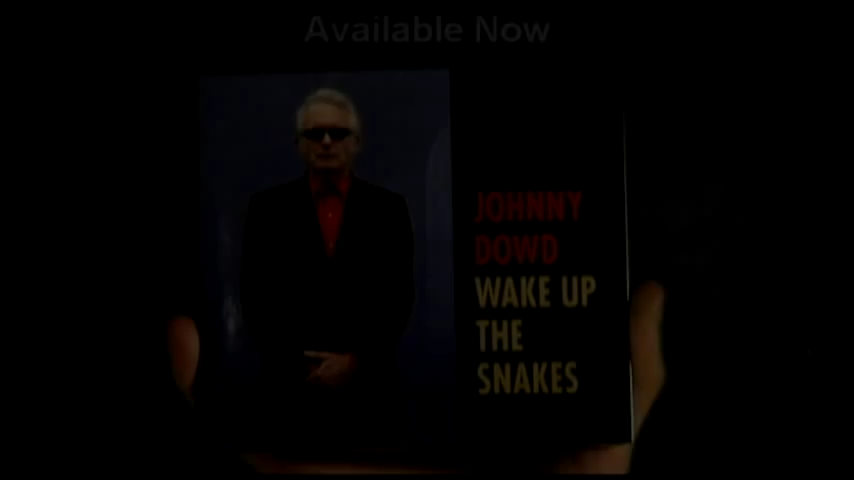 Available Now
JOHNNY
DOWD
WAKE UP
THE
SNAKES